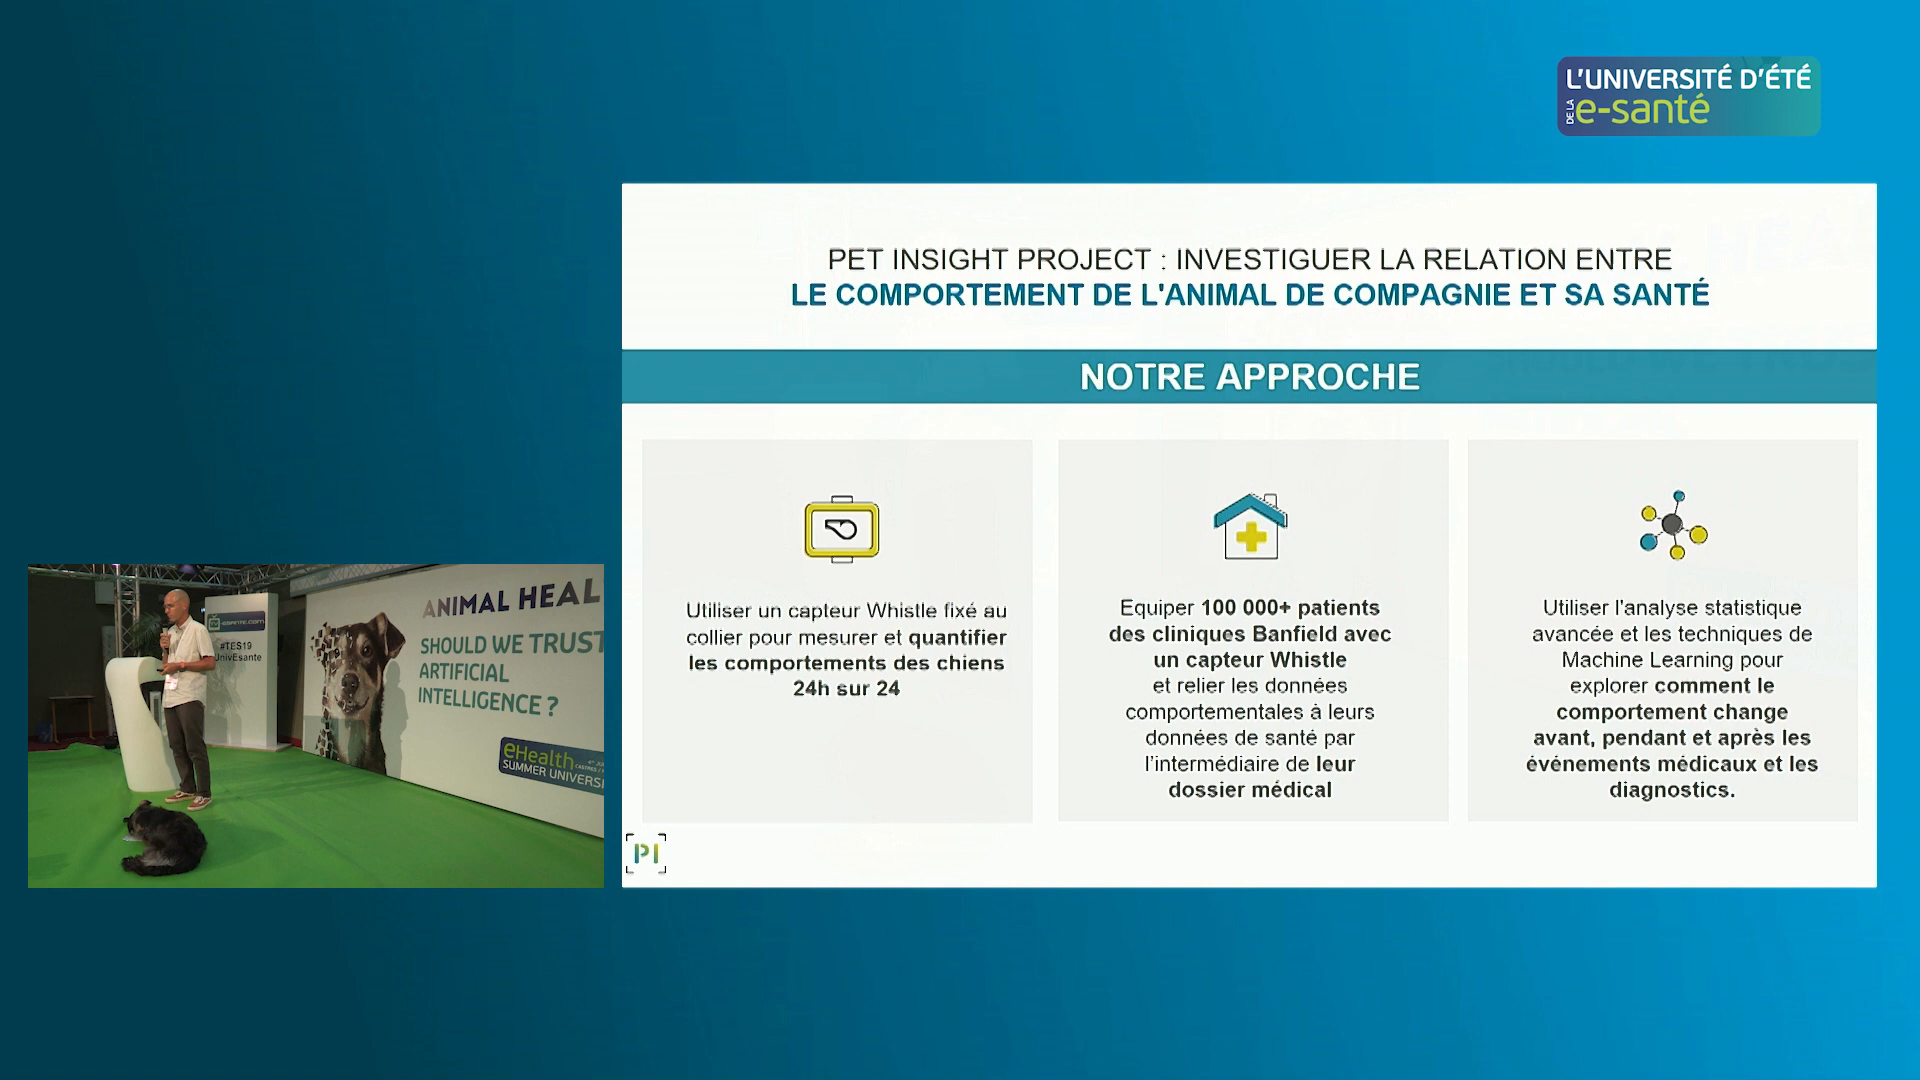 L'UNIVERSITÉ D'ÉTÉ
DE LA e-santé
PET INSIGHT PROJECT : INVESTIGUER LA RELATION ENTRE
LE COMPORTEMENT DE L'ANIMAL DE COMPAGNIE ET SA SANTÉ
NOTRE APPROCHE
Utiliser un capteur Whistle fixé au
collier pour mesurer et quantifier
les comportements des chiens
24h sur 24
Equiper 100 000+ patients
des cliniques Banfield avec
un capteur Whistle
et relier les données
comportementales à leurs
données de santé par
l'intermédiaire de leur
dossier médical
Utiliser l'analyse statistique
avancée et les techniques de
Machine Learning pour
explorer comment le
comportement change
avant, pendant et après les
événements médicaux et les
diagnostics.
PI
#TES19
UnivEsante
ANIMAL HEAL
SHOULD WE TRUST
ARTIFICIAL
INTELLIGENCE ?
eHealth
SUMMER UNIVERSI